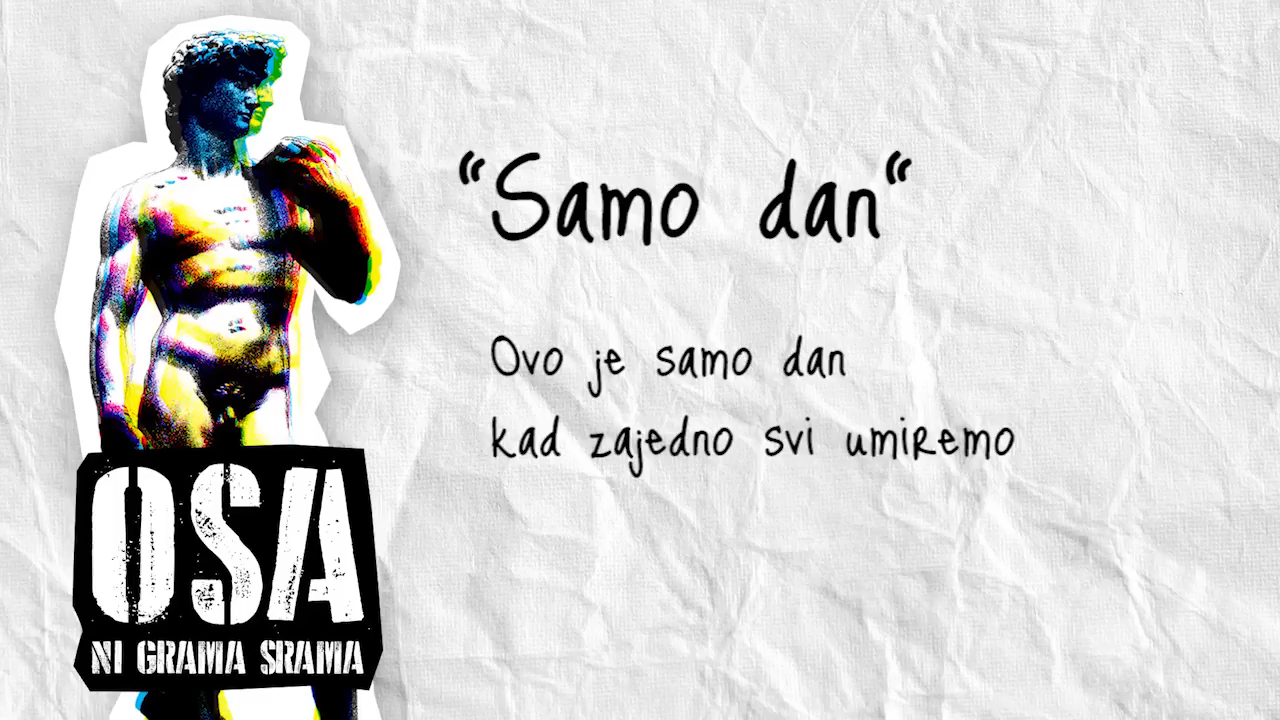 “Samo dan“
Ovo je samo dan
kad zajedno svi umiremo
OSA
NI GRAMA SRAMA